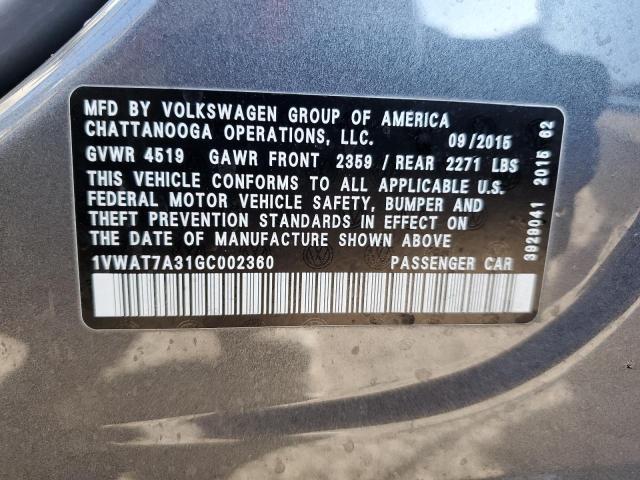 MFD BY VOLKSWAGEN GROUP OF AMERICA
CHATTANOOGA OPERATIONS, LLC. 09/2015
GVWR 4519 GAWR FRONT 2359 / REAR 2271 LBS
THIS VEHICLE CONFORMS TO ALL APPLICABLE U.S.
FEDERAL MOTOR VEHICLE SAFETY, BUMPER AND
THEFT PREVENTION STANDARDS IN EFFECT ON
THE DATE OF MANUFACTURE SHOWN ABOVE
1VWAT7A31GC002360 PASSENGER CAR
3929041 2015 62